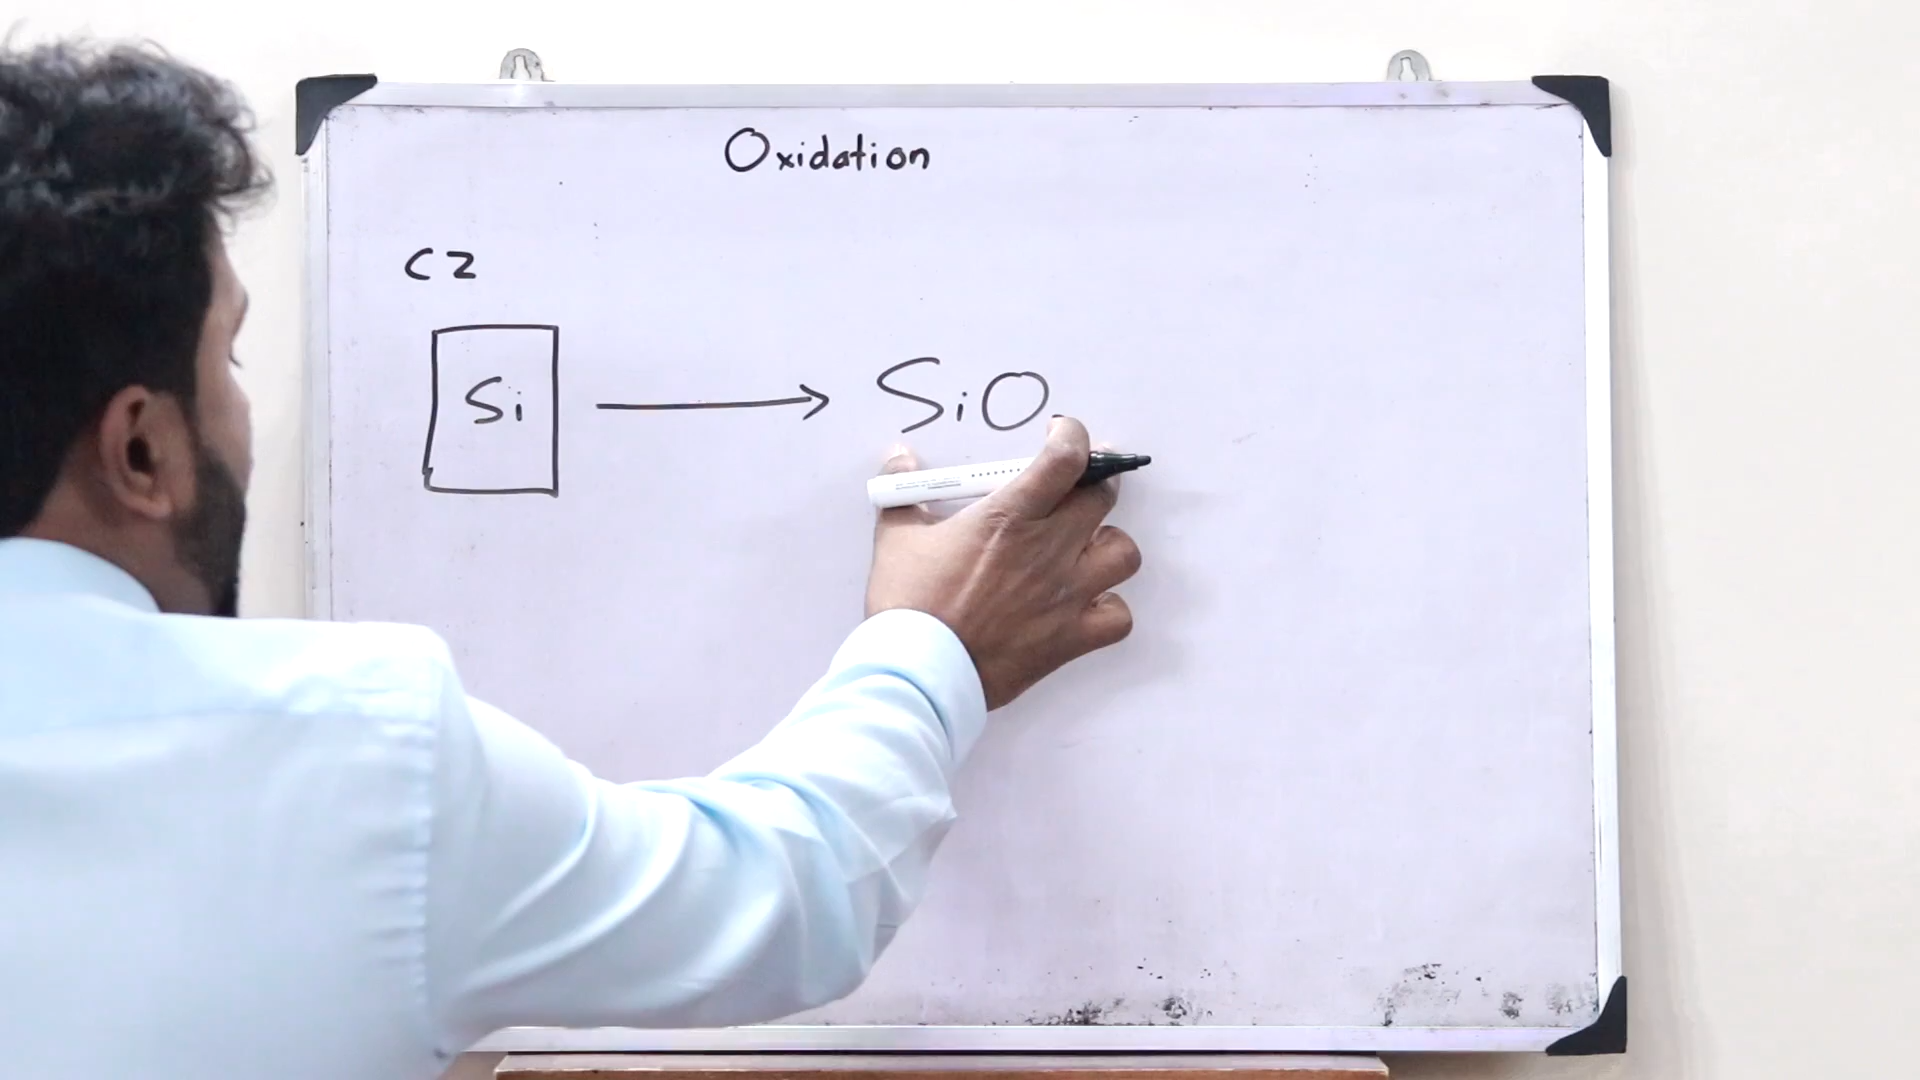 Oxidation
CZ
Si → SiO